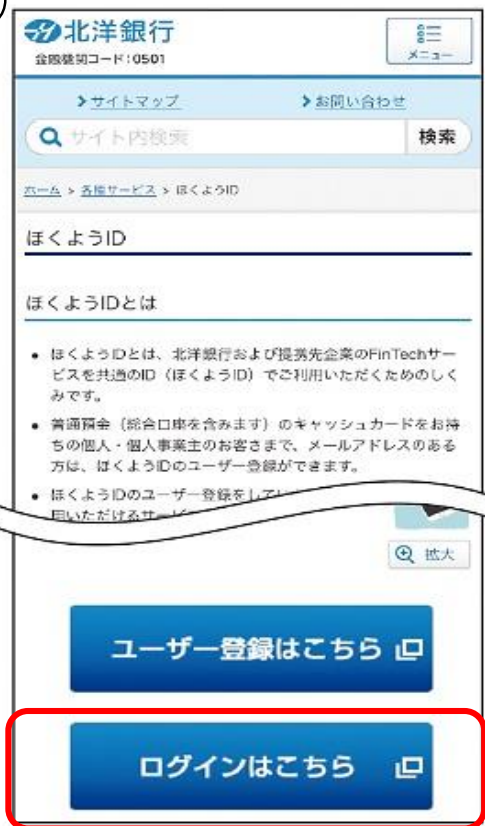 北洋銀行
金融機関コード:0501
メニュー
サイトマップ
お問い合わせ
サイト内検索
検索
ホーム > 各種サービス > ほくようID
ほくようID
ほくようIDとは
• ほくようIDとは、北洋銀行および提携先企業のFinTechサー
ビスを共通のID（ほくようID）でご利用いただくためのしく
みです。
• 普通預金（総合口座を含みます）のキャッシュカードをお持
ちの個人・個人事業主のお客さまで、メールアドレスのある
方は、ほくようIDのユーザー登録ができます。
• ほくようIDのユーザー登録をして
用いただけるサービ
拡大
ユーザー登録はこちら
ログインはこちら